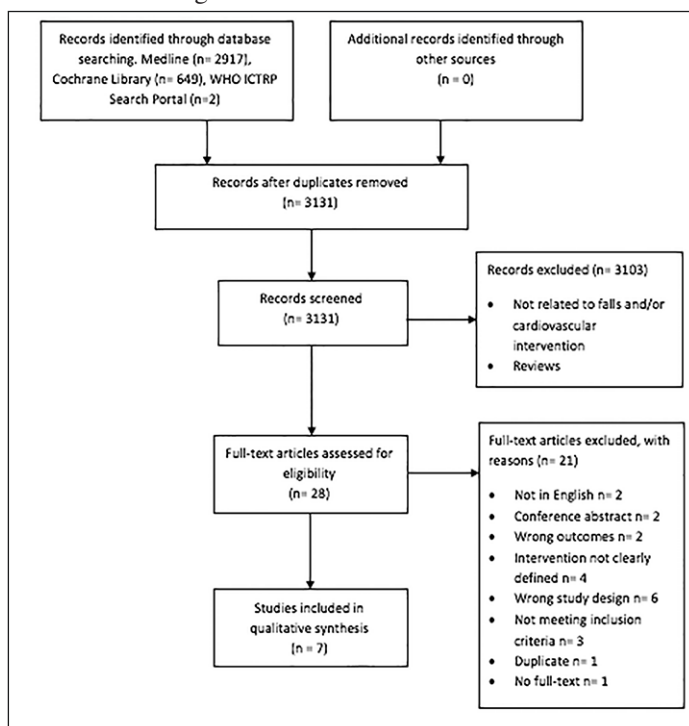 Records identified through database
searching. Medline (n= 2917),
Cochrane Library (n= 649), WHO ICTRP
Search Portal (n=2)
Additional records identified through
other sources
(n = 0)
Records after duplicates removed
(n= 3131)
Records screened
(n= 3131)
Records excluded (n= 3103)
• Not related to falls and/or
cardiovascular
intervention
• Reviews
Full-text articles assessed for
eligibility
(n= 28)
Full-text articles excluded, with
reasons (n= 21)
• Not in English n= 2
• Conference abstract n= 2
• Wrong outcomes n= 2
• Intervention not clearly
defined n= 4
• Wrong study design n= 6
• Not meeting inclusion
criteria n= 3
• Duplicate n= 1
• No full-text n= 1
Studies included in
qualitative synthesis
(n = 7)